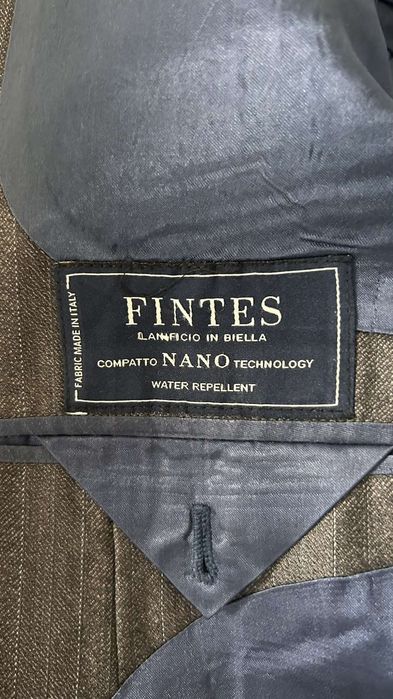 FABRIC MADE IN ITALY
FINTES
LANIFICIO IN BIELLA
COMPATTO NANO TECHNOLOGY
WATER REPELLENT